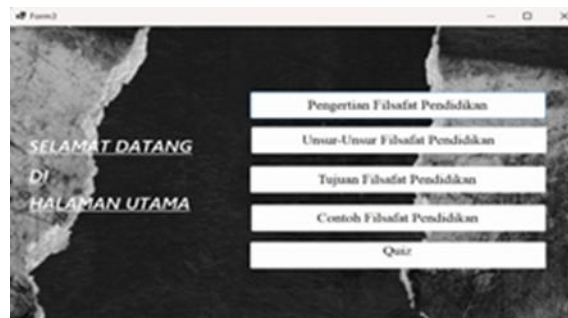 Form3
SELAMAT DATANG
DI
HALAMAN UTAMA
Pengertian Filsafat Pendidikan
Unsur-Unsur Filsafat Pendidikan
Tujuan Filsafat Pendidikan
Contoh Filsafat Pendidikan
Quiz